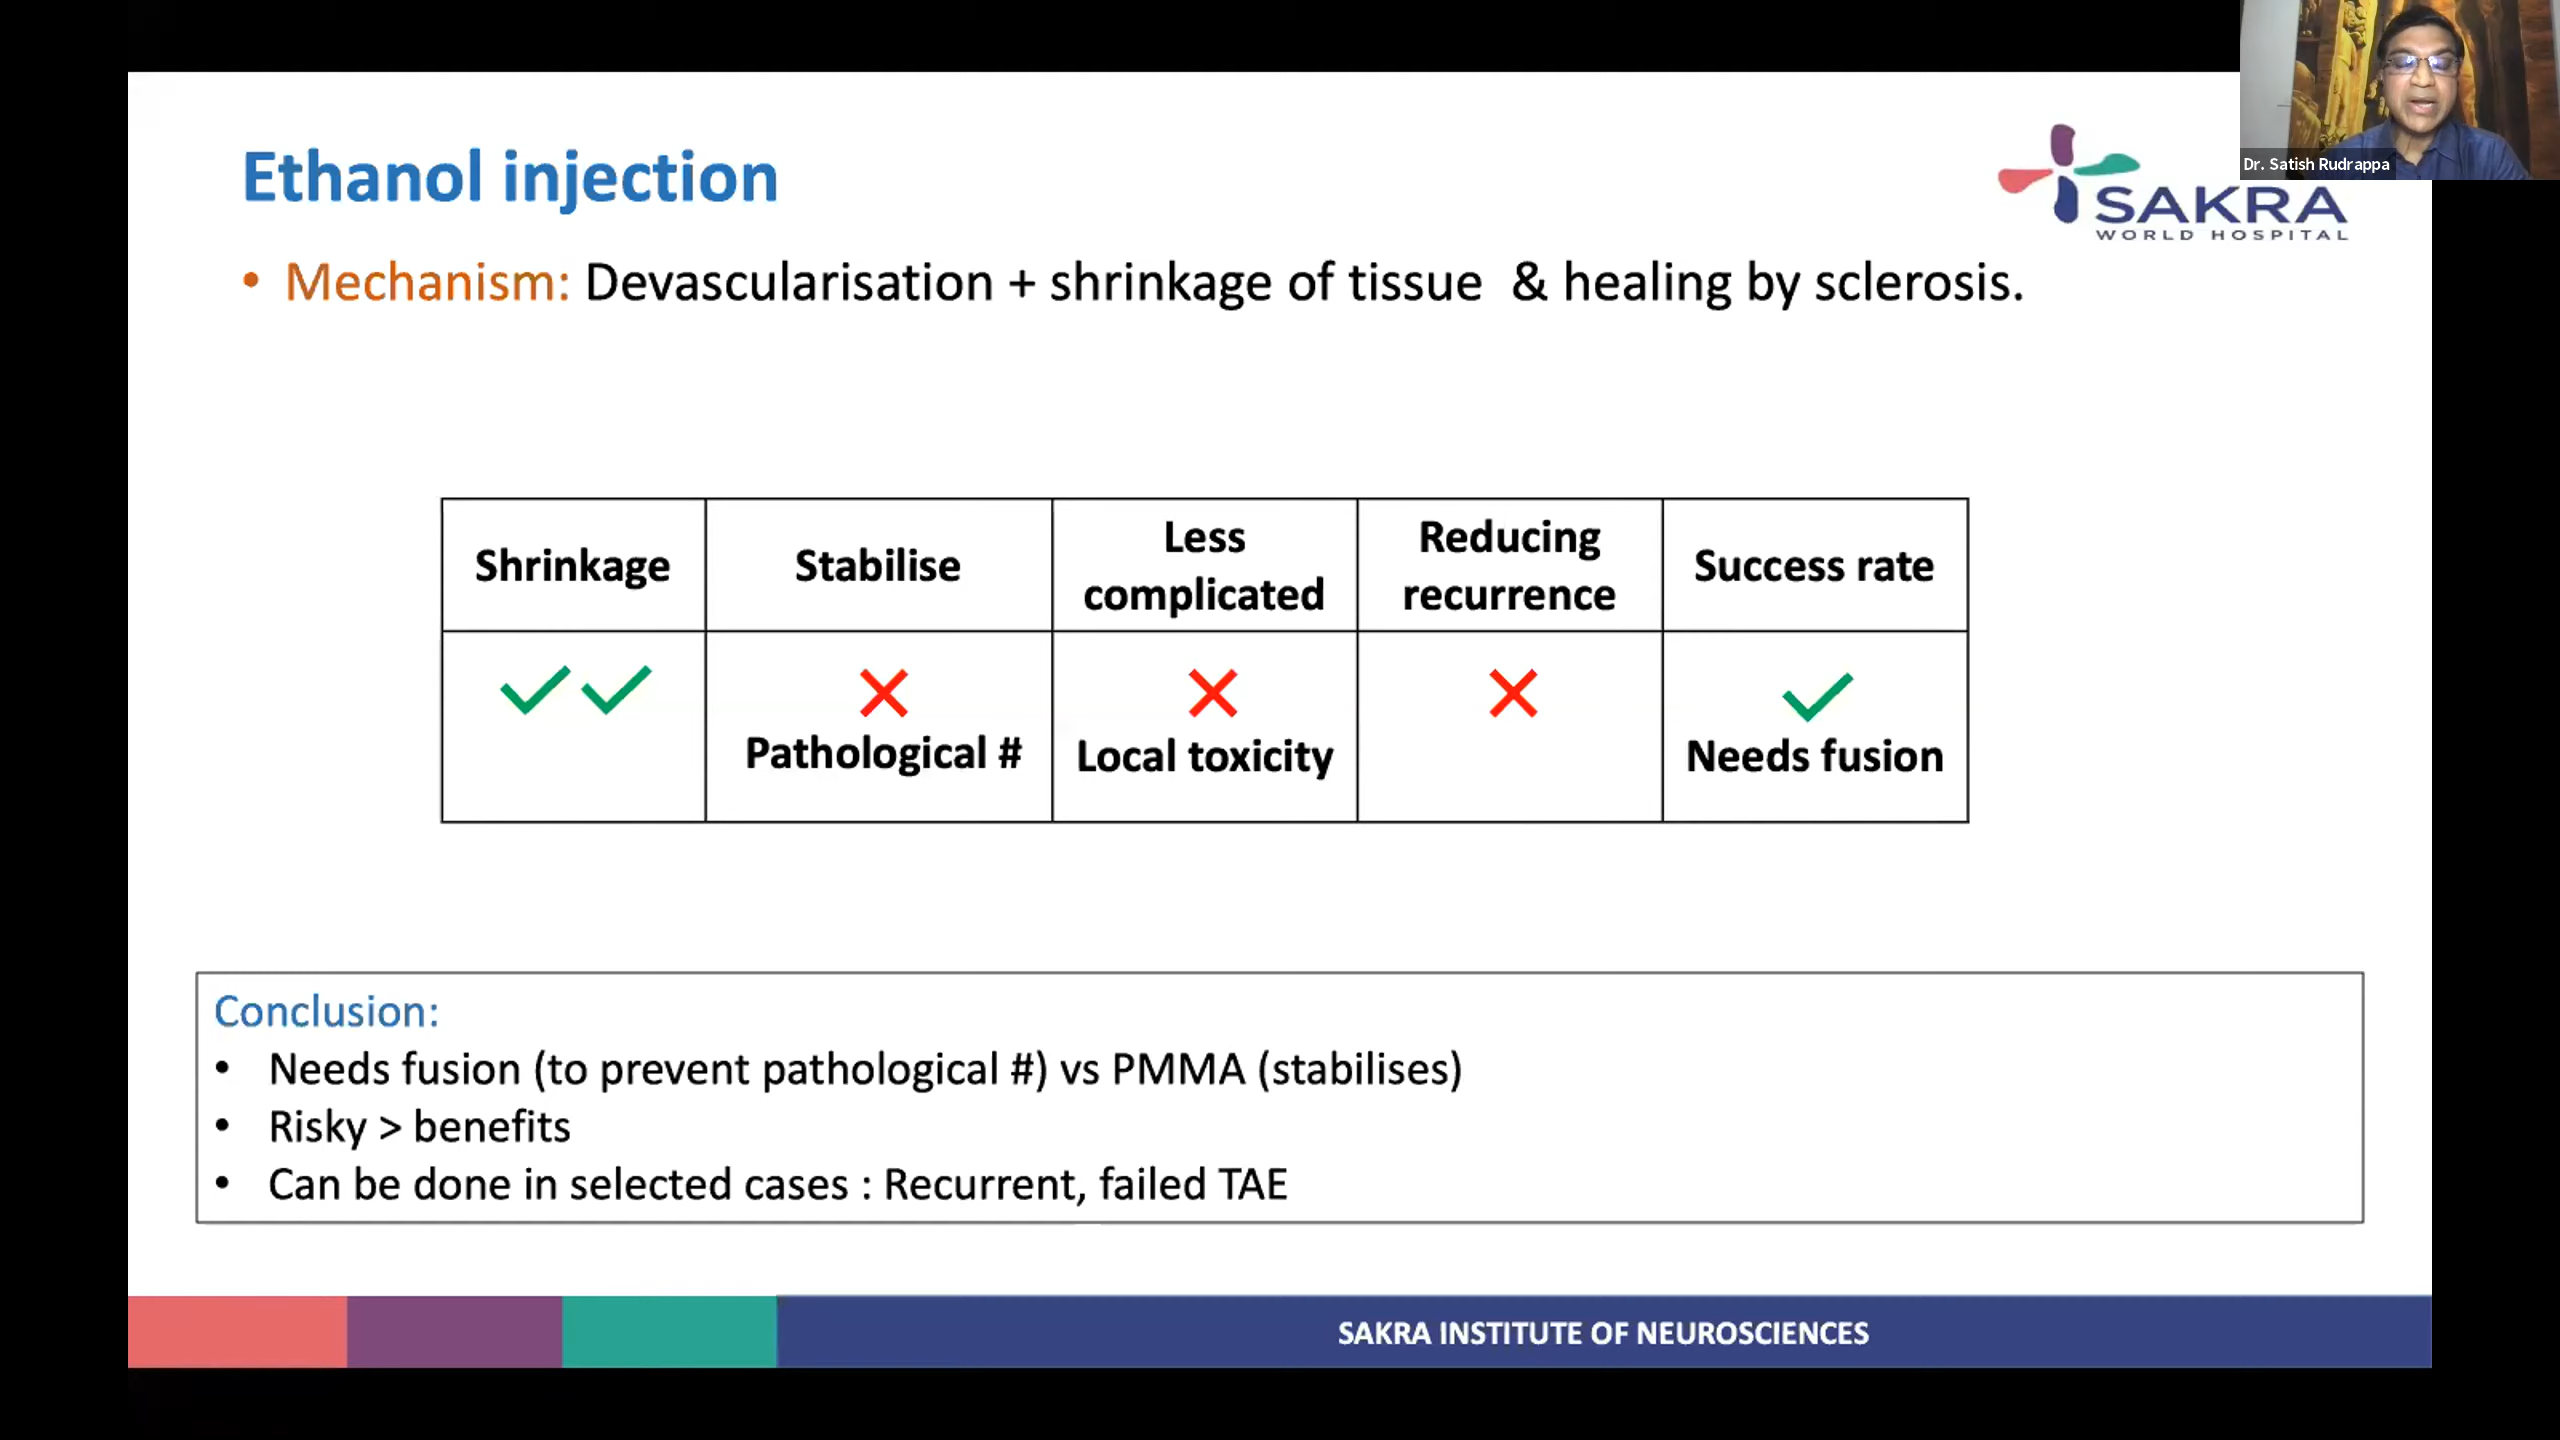 Ethanol injection
Dr. Satish Rudrappa
SAKRA
WORLD HOSPITAL
• Mechanism: Devascularisation + shrinkage of tissue & healing by sclerosis.
Shrinkage
Stabilise
Less
complicated
Reducing
recurrence
Success rate
Pathological #
Local toxicity
Needs fusion
Conclusion:
• Needs fusion (to prevent pathological #) vs PMMA (stabilises)
• Risky > benefits
• Can be done in selected cases : Recurrent, failed TAE
SAKRA INSTITUTE OF NEUROSCIENCES